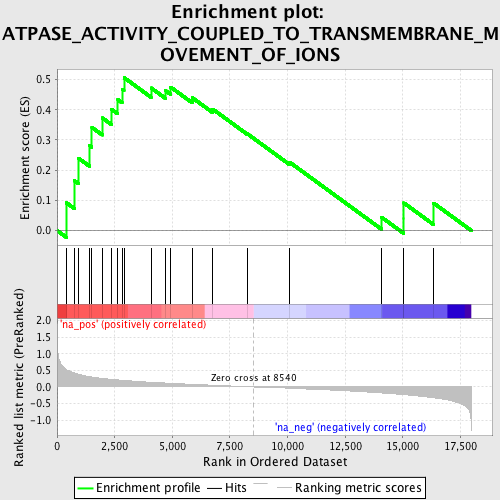 Enrichment plot:
ATPASE_ACTIVITY_COUPLED_TO_TRANSMEMBRANE_M
OVEMENT_OF_IONS
Enrichment score (ES)
0.5
0.4
0.3
0.2
0.1
0.0
'na_pos' (positively correlated)
Ranked list metric (PreRanked)
2.0
1.5
1.0
0.5
0.0
-0.5
-1.0
Zero cross at 8540
'na_neg' (negatively correlated)
0
2,500
5,000
7,500
10,000
12,500
15,000
17,500
Rank in Ordered Dataset
Enrichment profile
Hits
Ranking metric scores